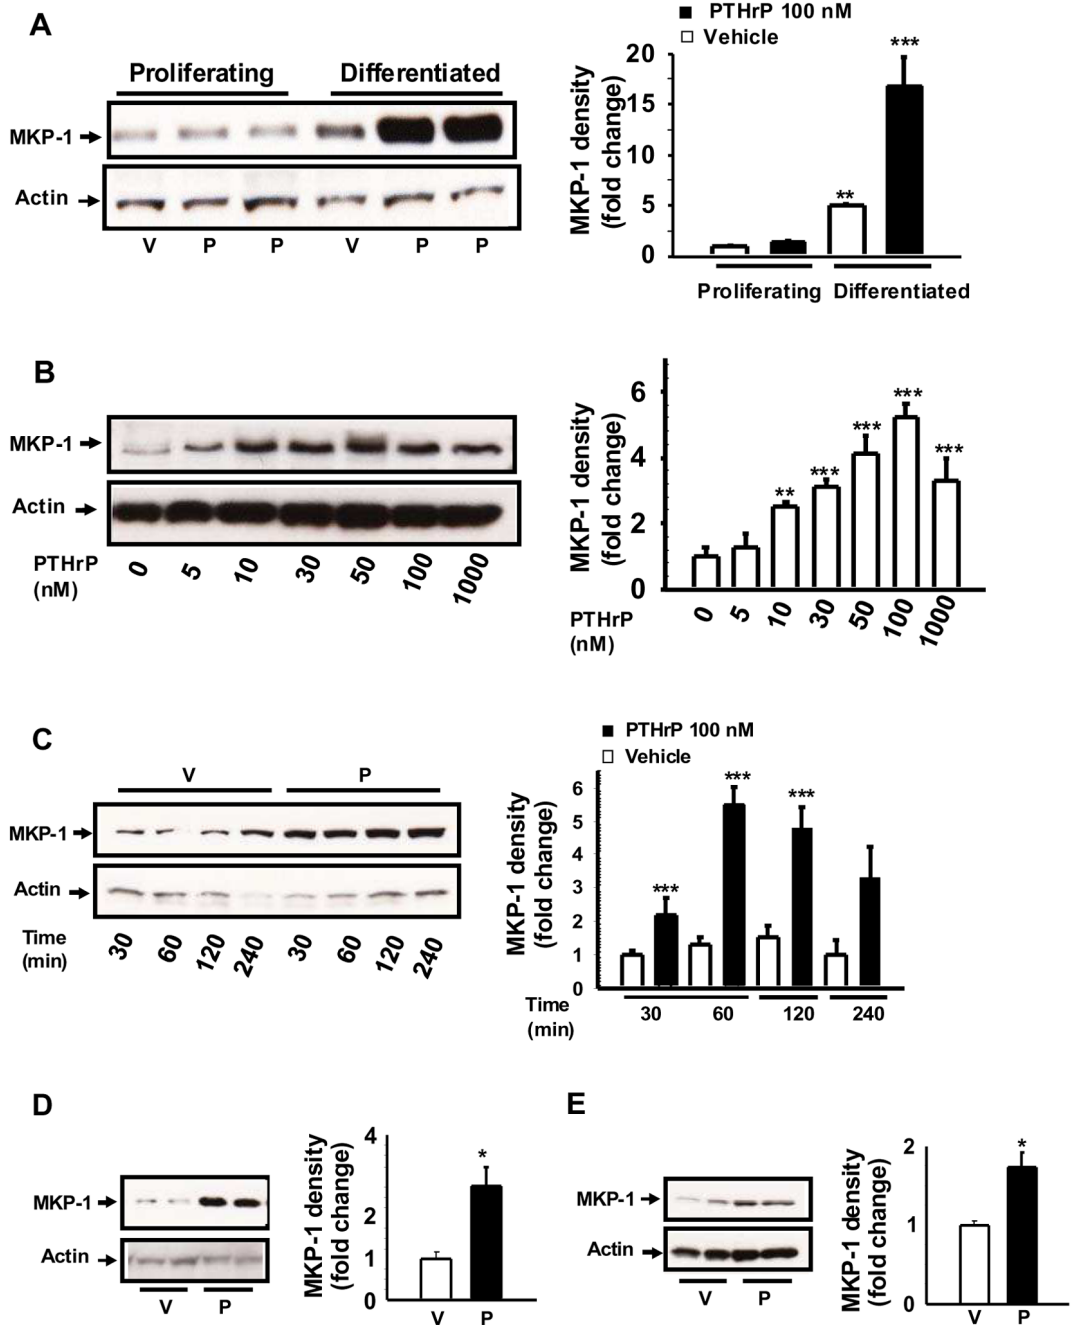 A
Proliferating Differentiated
MKP-1
Actin
V P P V P P
PTHrP 100 nM
Vehicle
MKP-1 density
(fold change)
20
15
10
5
0
***
**
Proliferating Differentiated
B
MKP-1
Actin
PTHrP
(nM)
0 5 10 30 50 100 1000
MKP-1 density
(fold change)
6
4
2
0
** *** *** *** ***
PTHrP
(nM)
0 5 10 30 50 100 1000
C
V P
MKP-1
Actin
Time
(min)
30 60 120 240 30 60 120 240
PTHrP 100 nM
Vehicle
MKP-1 density
(fold change)
6
5
4
3
2
1
0
*** *** ***
Time
(min)
30 60 120 240
D
MKP-1
Actin
V P
MKP-1 density
(fold change)
4
2
1
0
*
V P
E
MKP-1
Actin
V P
MKP-1 density
(fold change)
2
1
0
*
V P